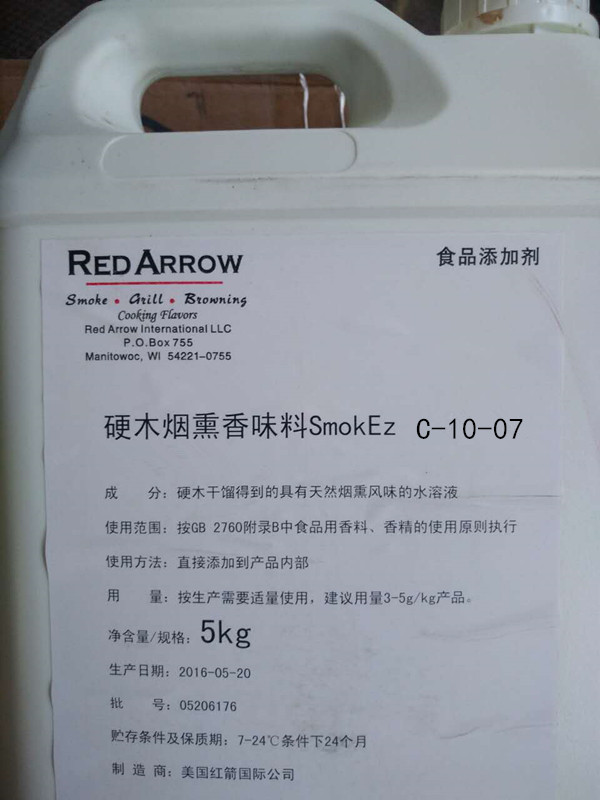 RED ARROW
食品添加剂
Smoke • Grill • Browning
Cooking Flavors
Red Arrow International LLC
P.O.Box 755
Manitowoc, WI 54221-0755
硬木烟熏香味料SmokEz C-10-07
成 分: 硬木干馏得到的具有天然烟熏风味的水溶液
使用范围: 按GB 2760附录B中食品用香料、香精的使用原则执行
使用方法: 直接添加到产品内部
用 量: 按生产需要适量使用，建议用量3-5g/kg产品。
净含量/规格: 5kg
生产日期: 2016-05-20
批 号: 05206176
贮存条件及保质期: 7-24℃条件下24个月
制 造 商: 美国红箭国际公司